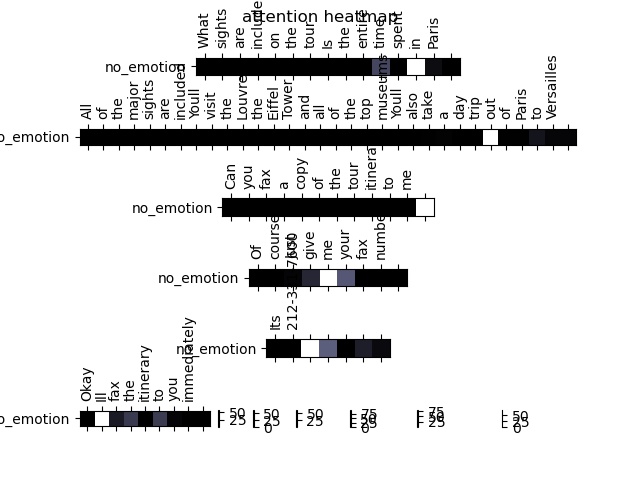 attention heatmap
What sights are include on the tour Is the entire time spent in Paris
no_emotion
All of the major sights are included Youll visit the Louvre the Eiffel Tower and all of the top museums Youll also take a day trip out of Paris to Versailles
no_emotion
Can you fax a copy of the tour itinerary to me
no_emotion
Of course Just give me your fax number
no_emotion
Its
no_emotion
Okay Ill fax the itinerary to you immediately
no_emotion
50 50 50 75 75 50
25 25 25 50 50 25
0 25 25 0
0